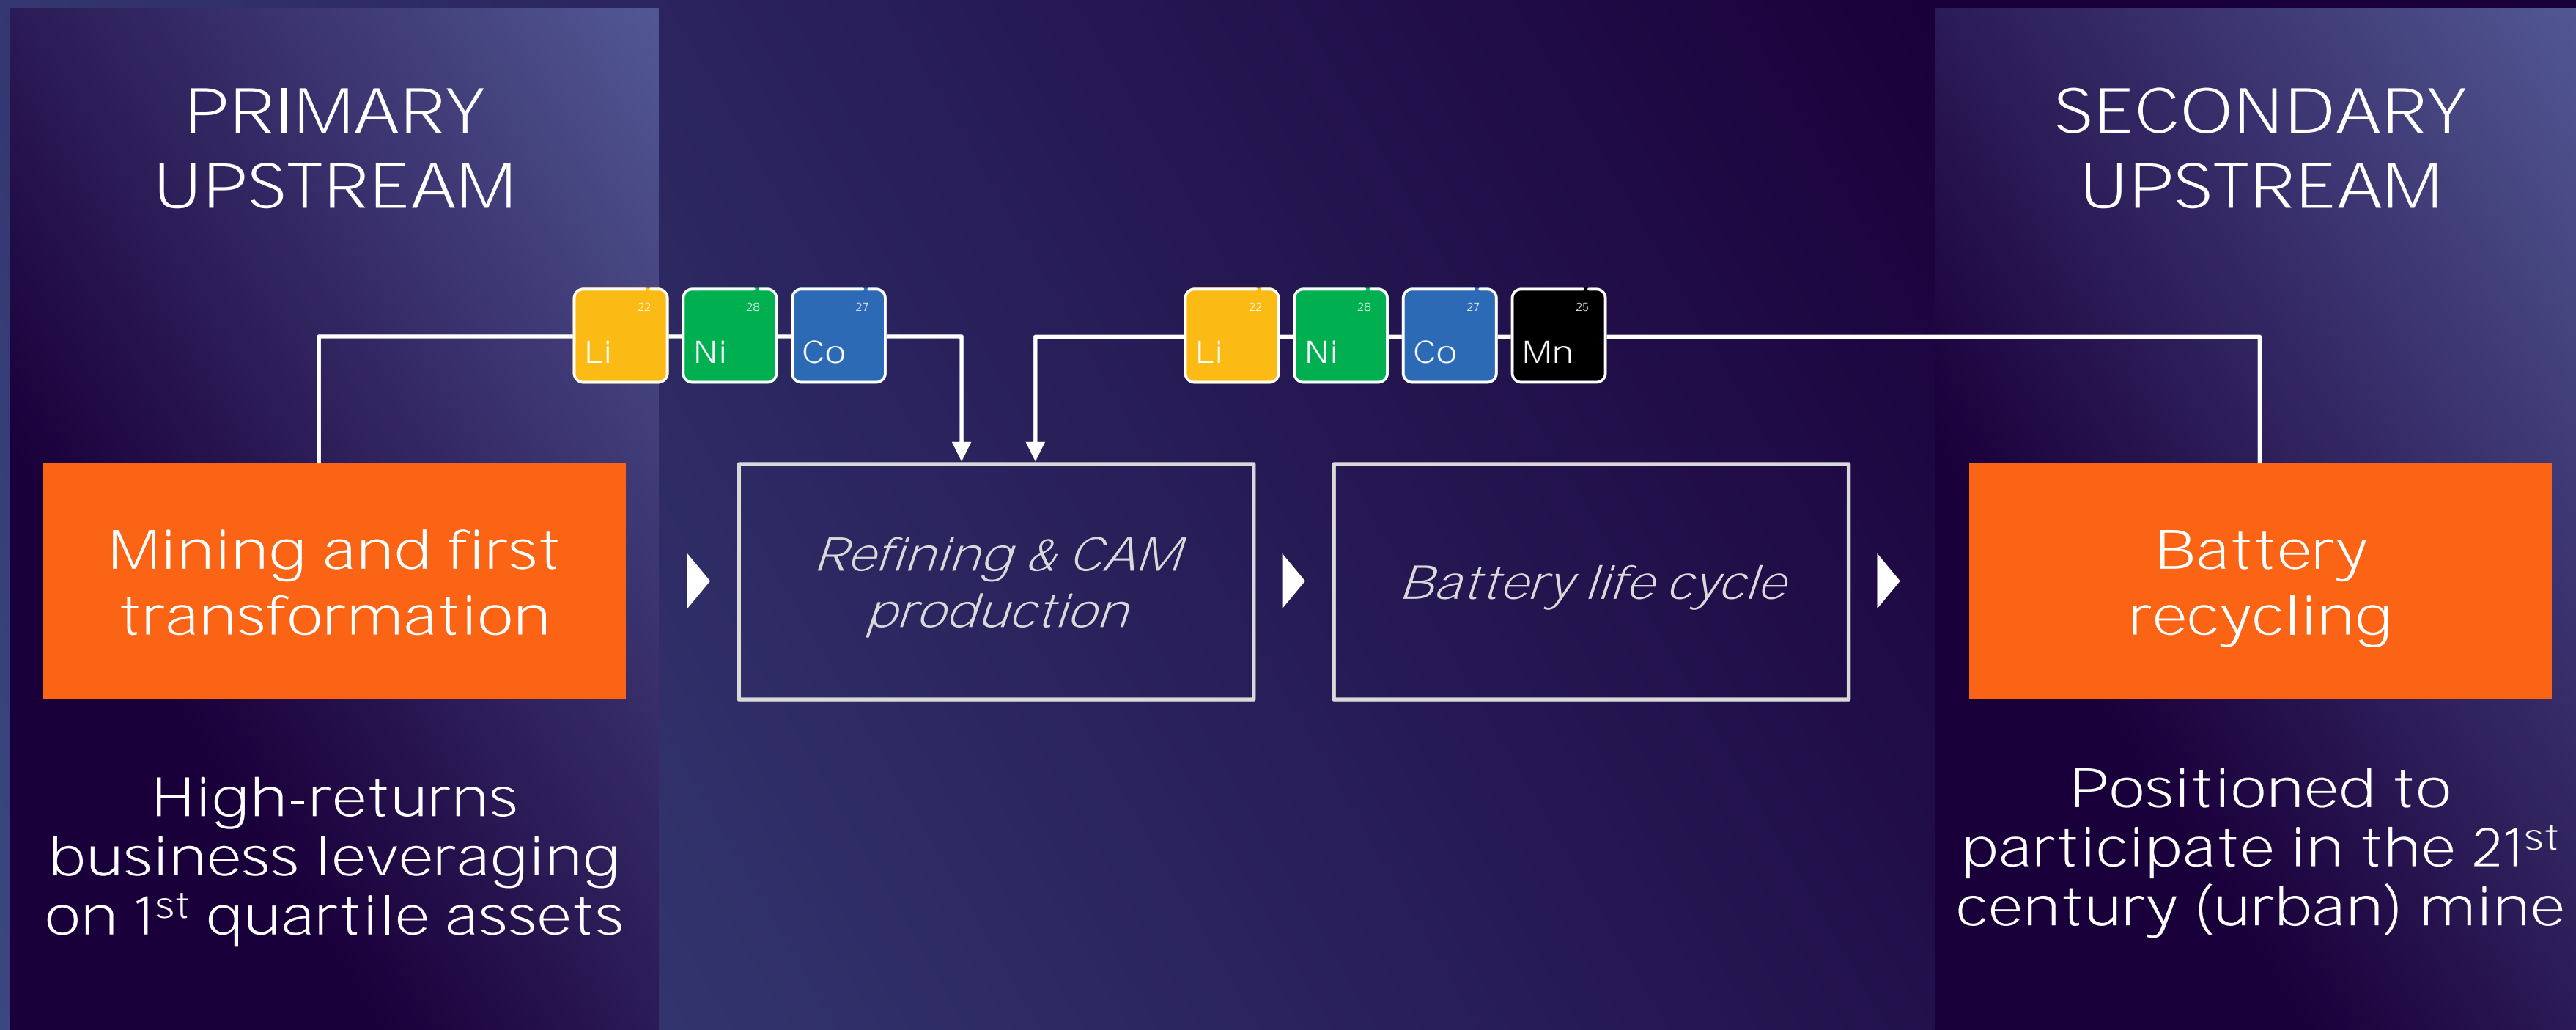 PRIMARY
UPSTREAM
SECONDARY
UPSTREAM
22
Li
28
Ni
27
Co
22
Li
28
Ni
27
Co
25
Mn
Mining and first
transformation
Refining & CAM
production
Battery life cycle
Battery
recycling
High-returns
business leveraging
on 1st quartile assets
Positioned to
participate in the 21st
century (urban) mine